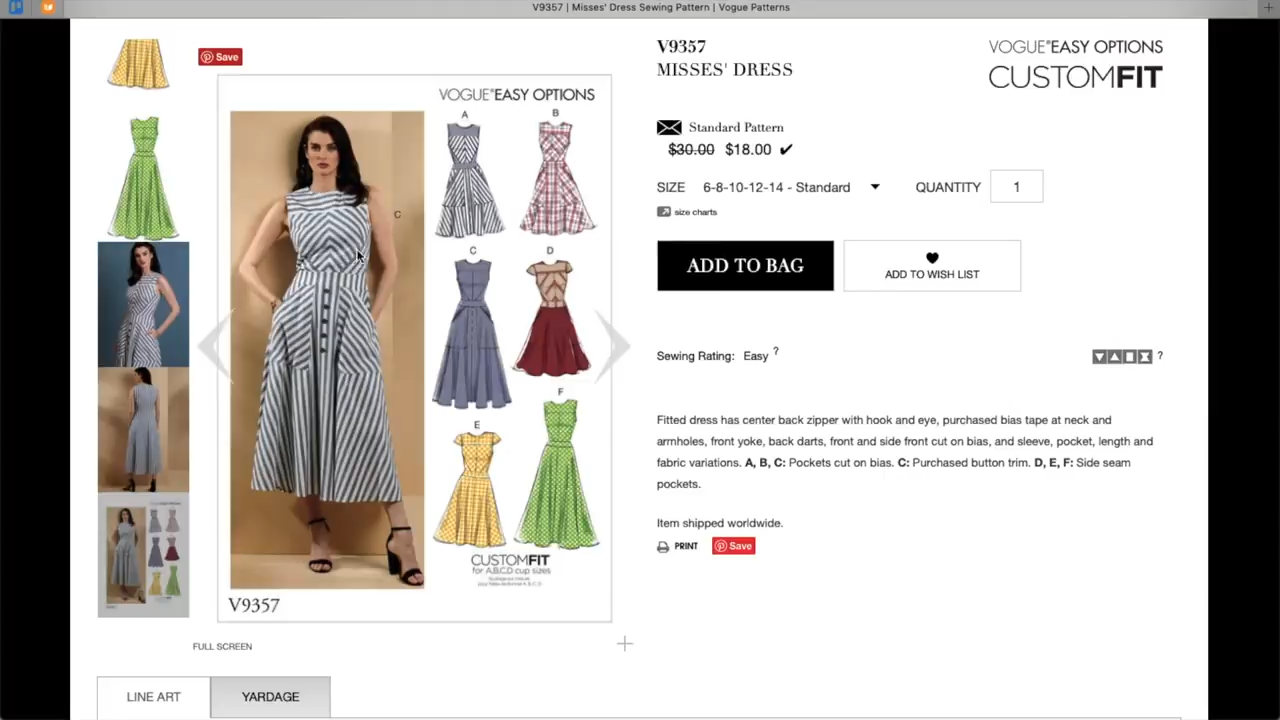 V9357 | Misses' Dress Sewing Pattern | Vogue Patterns
Save
VOGUE®EASY OPTIONS
A
B
C
C
D
E
F
CUSTOMFIT
for A,B,C,D cup sizes
V9357
FULL SCREEN
LINE ART
YARDAGE
V9357
MISSES' DRESS
VOGUE®EASY OPTIONS
CUSTOMFIT
Standard Pattern
$30.00 $18.00
SIZE 6-8-10-12-14 - Standard
QUANTITY 1
size charts
ADD TO BAG
ADD TO WISH LIST
Sewing Rating: Easy ?
?
Fitted dress has center back zipper with hook and eye, purchased bias tape at neck and
armholes, front yoke, back darts, front and side front cut on bias, and sleeve, pocket, length and
fabric variations. A, B, C: Pockets cut on bias. C: Purchased button trim. D, E, F: Side seam
pockets.
Item shipped worldwide.
PRINT
Save